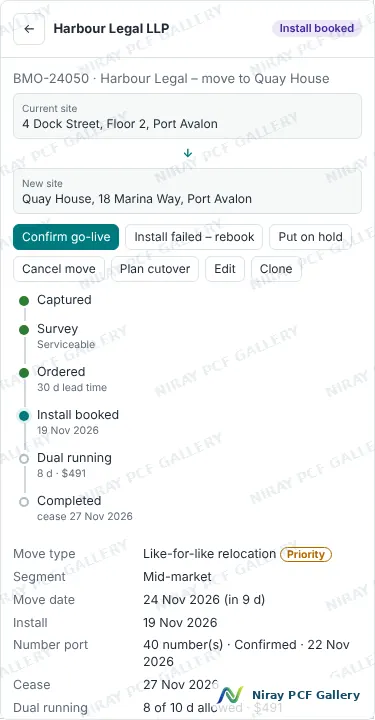 ← Harbour Legal LLP Install booked
BMO-24050 · Harbour Legal – move to Quay House
Current site
4 Dock Street, Floor 2, Port Avalon
↓
New site
Quay House, 18 Marina Way, Port Avalon
Confirm go-live Install failed – rebook Put on hold
Cancel move Plan cutover Edit Clone
Captured
Survey
Serviceable
Ordered
30 d lead time
Install booked
19 Nov 2026
Dual running
8 d · $491
Completed
cease 27 Nov 2026
Move type Like-for-like relocation Priority
Segment Mid-market
Move date 24 Nov 2026 (in 9 d)
Install 19 Nov 2026
Number port 40 number(s) · Confirmed · 22 Nov
2026
Cease 27 Nov 2026
Dual running 8 of 10 d allowed · $491
Niray PCF Gallery
NIRAY PCF GALLERY